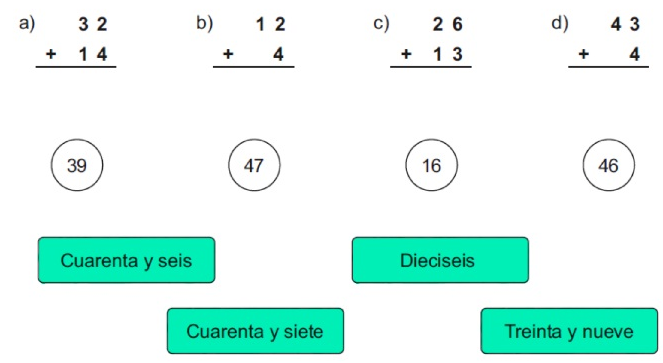 a) 32 b) 12 c) 26 d) 43
+ 14 + 4 + 13 + 4
39 47 16 46
Cuarenta y seis Dieciseis
Cuarenta y siete Treinta y nueve